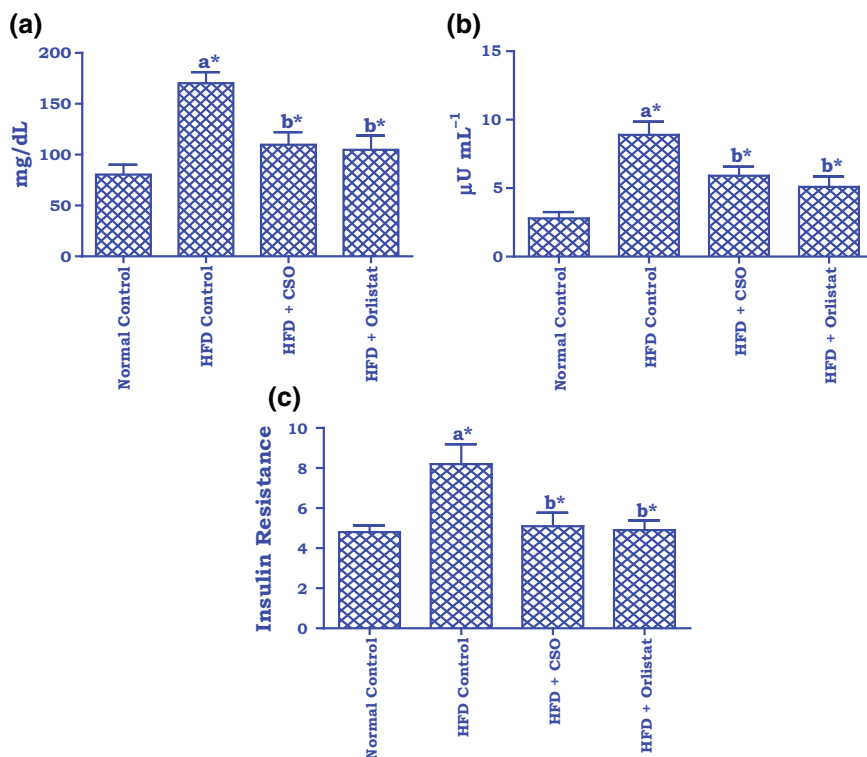 (a)
mg/dL
200
150
100
50
0
a*
b*
b*
Normal Control
HFD Control
HFD + CSO
HFD + Orlistat
(b)
μU mL⁻¹
15
10
5
0
a*
b*
b*
Normal Control
HFD Control
HFD + CSO
HFD + Orlistat
(c)
Insulin Resistance
10
8
6
4
2
0
a*
b*
b*
Normal Control
HFD Control
HFD + CSO
HFD + Orlistat